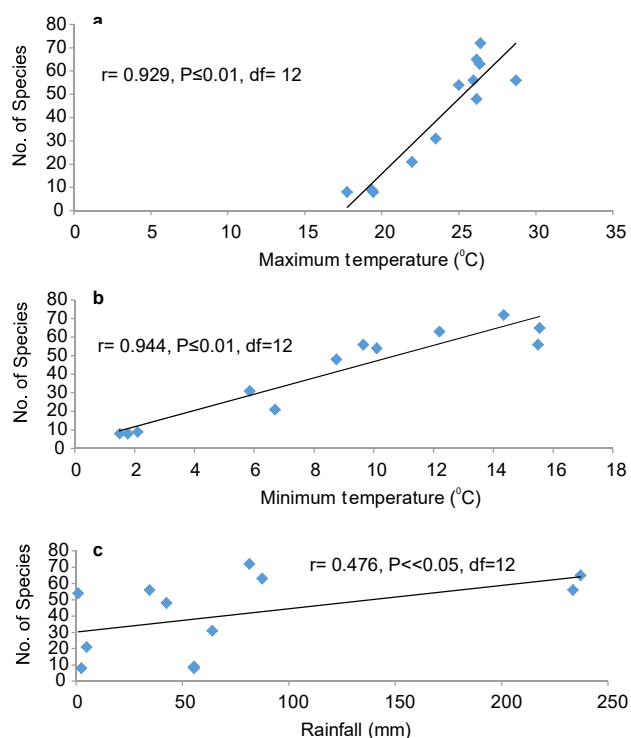 a
80
70
60
50
40
30
20
10
0
No. of Species
r= 0.929, P≤0.01, df= 12
0 5 10 15 20 25 30 35
Maximum temperature (⁰C)
b
80
70
60
50
40
30
20
10
0
No. of Species
r= 0.944, P≤0.01, df=12
0 2 4 6 8 10 12 14 16 18
Minimum temperature (⁰C)
c
80
70
60
50
40
30
20
10
0
No. of Species
r= 0.476, P<<0.05, df=12
0 50 100 150 200 250
Rainfall (mm)